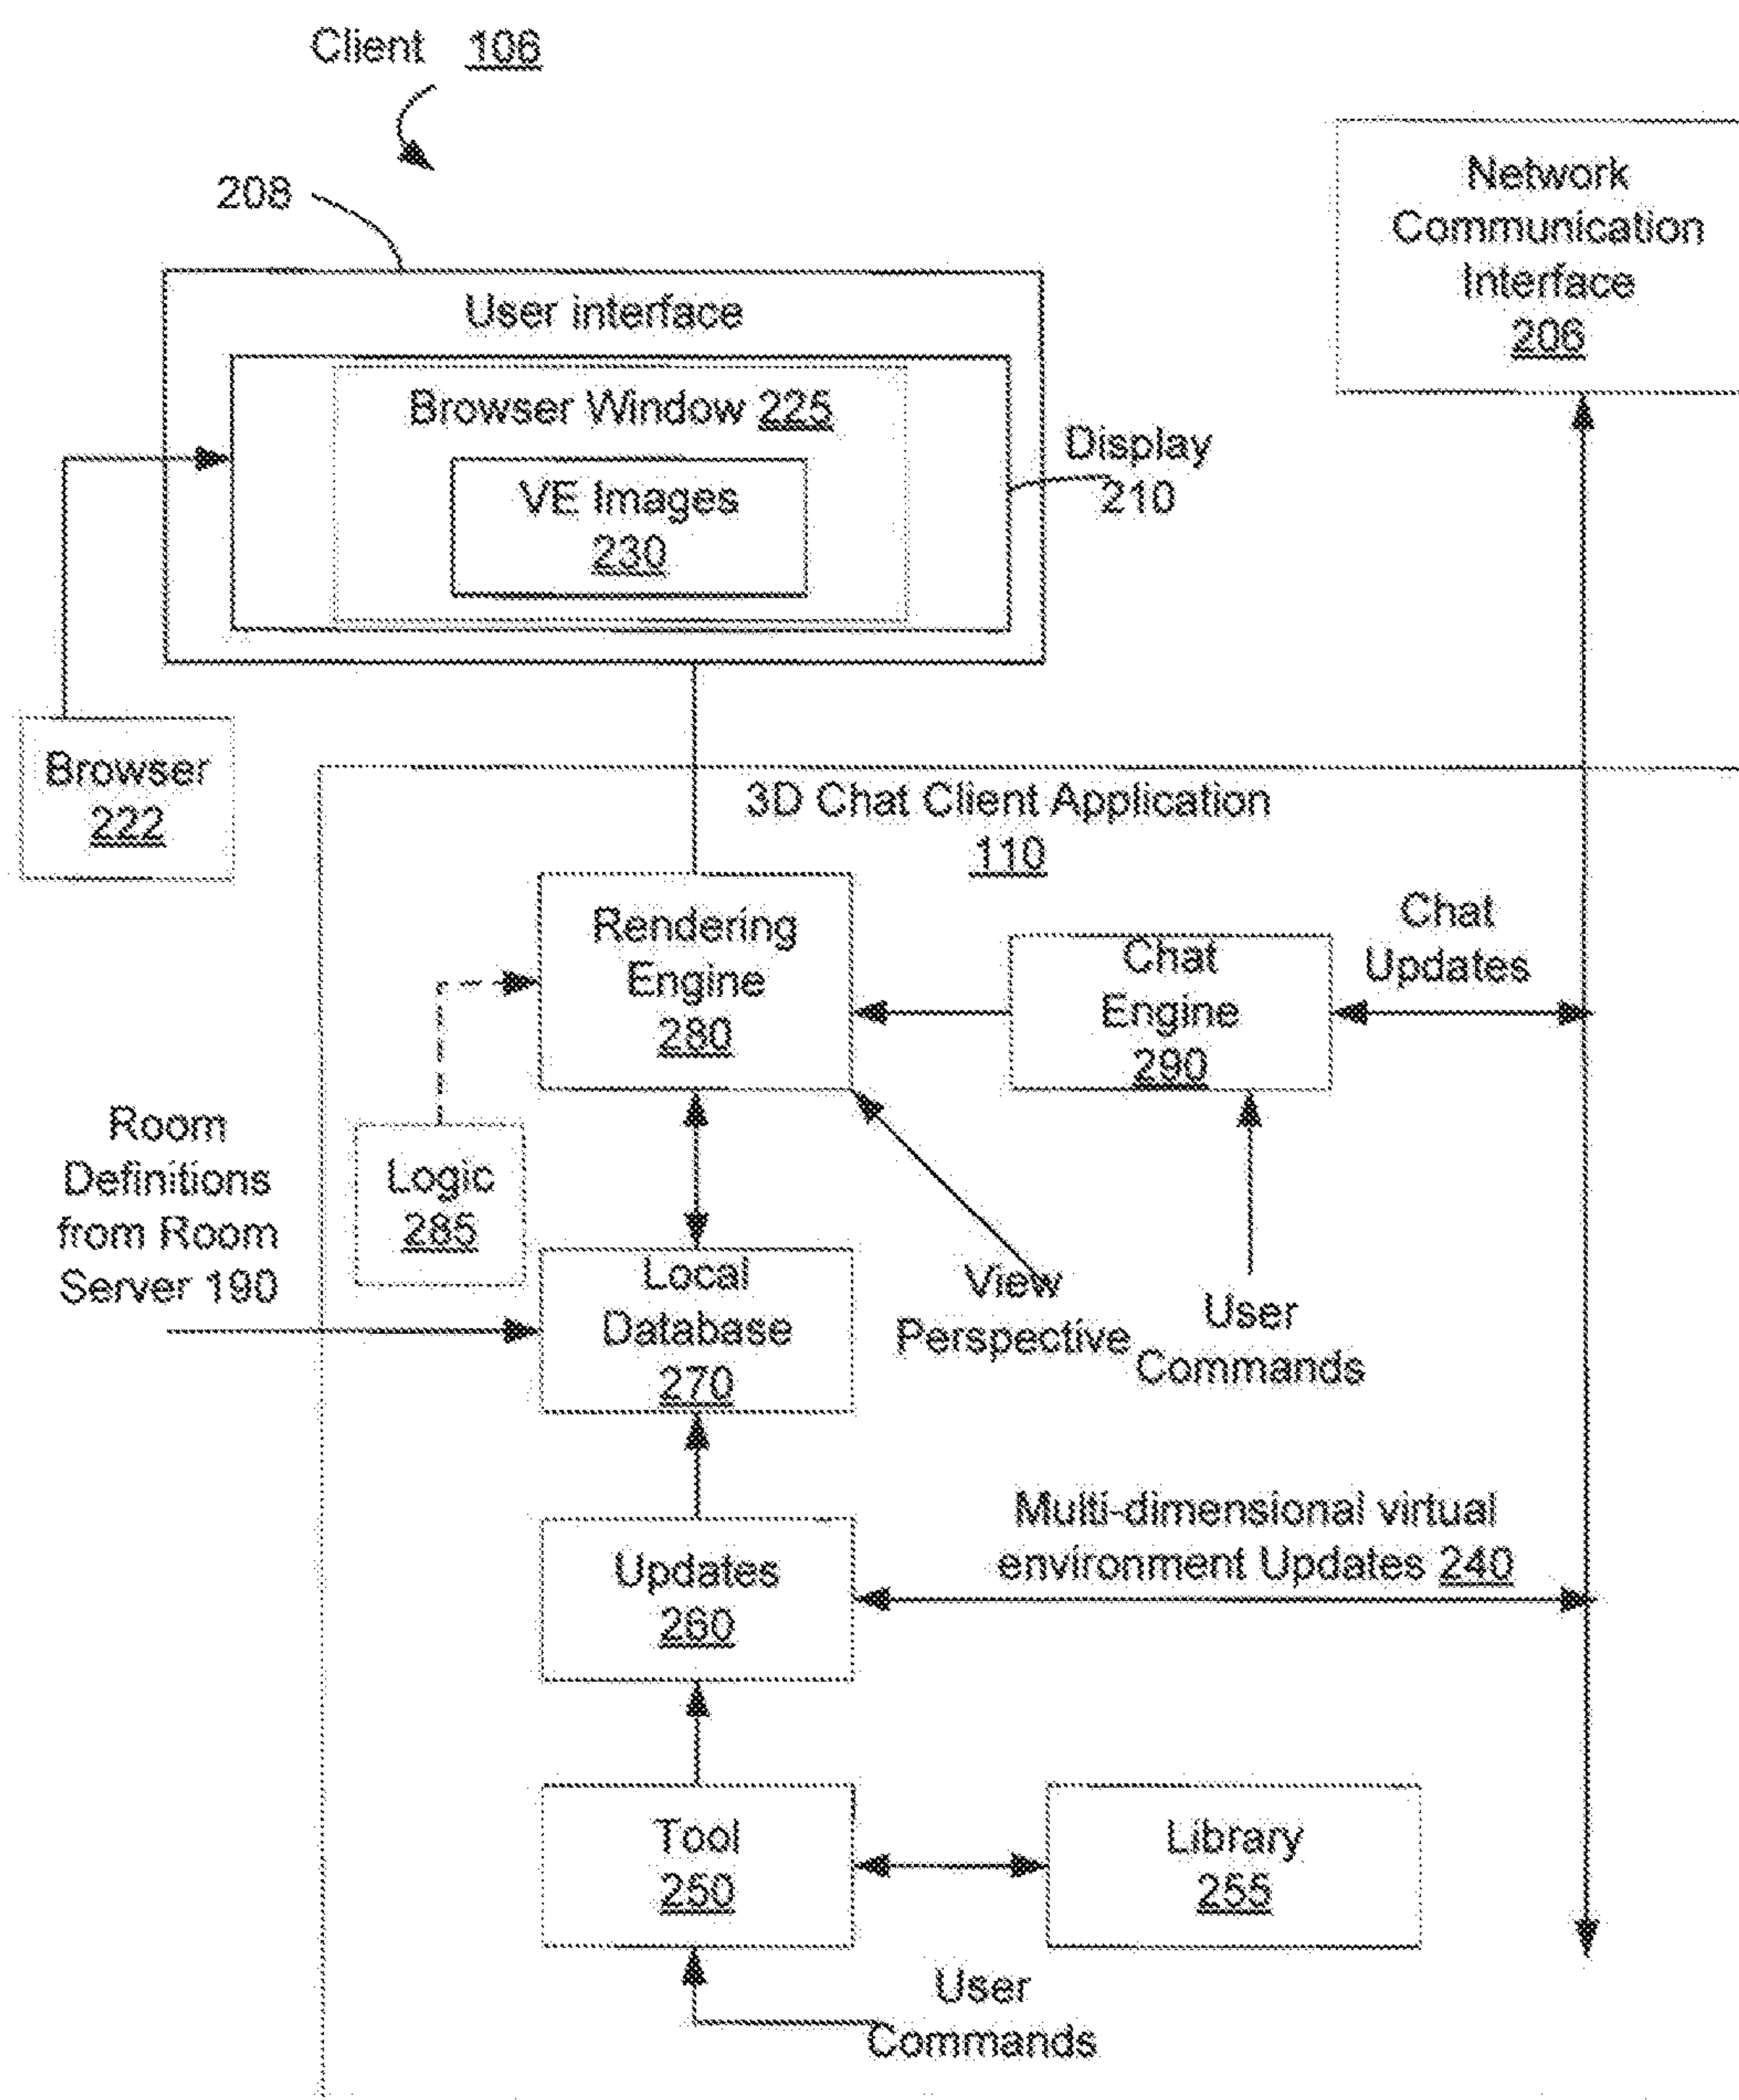 Client 106
208
Network
Communication
Interface
206
User interface
Browser Window 225
VE Images
230
Display
210
Browser
222
3D Chat Client Application
110
Rendering
Engine
280
Chat
Engine
290
Chat
Updates
Room
Definitions
from Room
Server 190
Logic
285
Local
Database
270
View
Perspective
User
Commands
Updates
260
Multi-dimensional virtual
environment Updates 240
Tool
250
Library
255
User
Commands